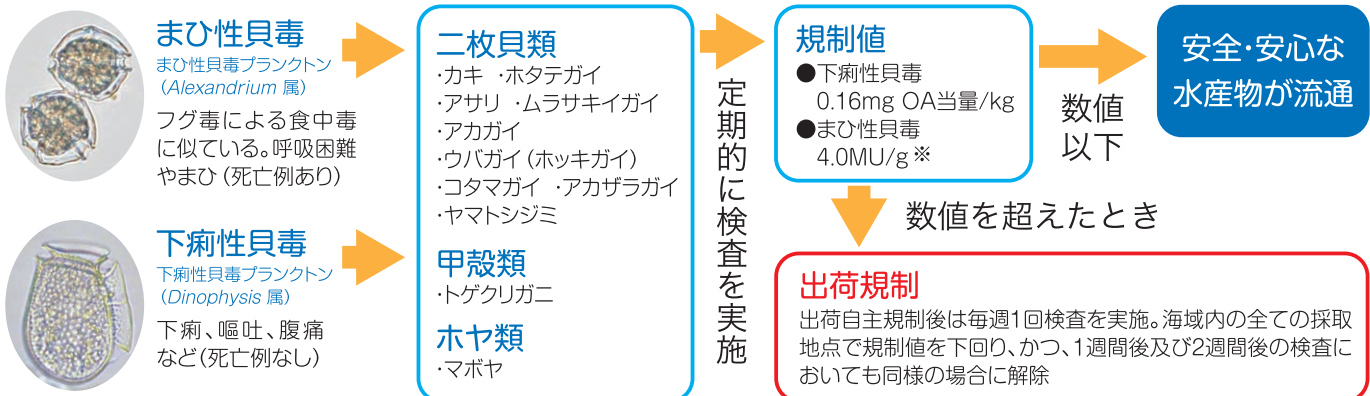 まひ性貝毒
まひ性貝毒プランクトン
（Alexandrium 属）
フグ毒による食中毒
に似ている。呼吸困難
やまひ（死亡例あり）
下痢性貝毒
下痢性貝毒プランクトン
（Dinophysis 属）
下痢、嘔吐、腹痛
など(死亡例なし）
二枚貝類
・カキ ・ホタテガイ
・アサリ ・ムラサキイガイ
・アカガイ
・ウバガイ（ホッキガイ）
・コタマガイ ・アカザラガイ
・ヤマトシジミ
甲殻類
・トゲクリガニ
ホヤ類
・マボヤ
定期的に検査を実施
規制値
●下痢性貝毒
0.16mg OA当量/kg
●まひ性貝毒
4.0MU/g※
数値
以下
安全・安心な
水産物が流通
数値を超えたとき
出荷規制
出荷自主規制後は毎週1回検査を実施。海域内の全ての採取
地点で規制値を下回り、かつ、1週間後及び2週間後の検査に
おいても同様の場合に解除